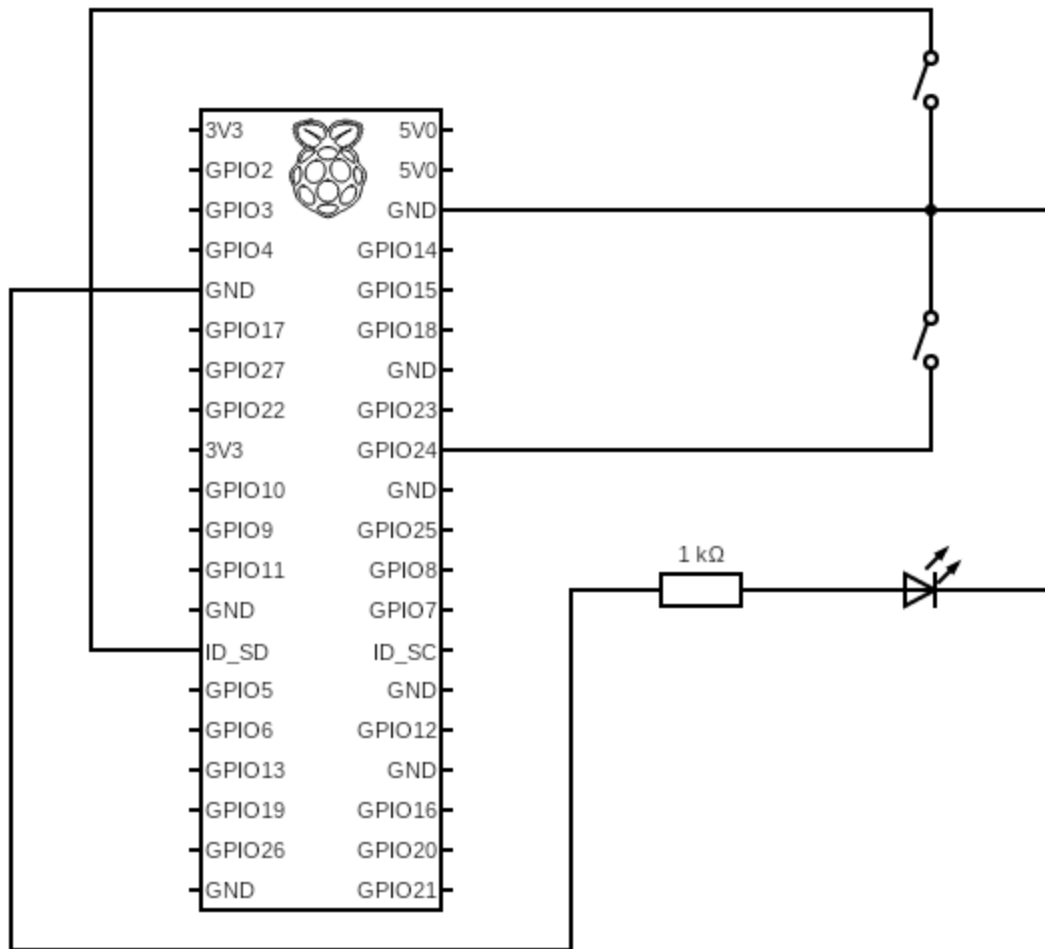 3V3 5V0
GPIO2 5V0
GPIO3 GND
GPIO4 GPIO14
GND GPIO15
GPIO17 GPIO18
GPIO27 GND
GPIO22 GPIO23
3V3 GPIO24
GPIO10 GND
GPIO9 GPIO25
1 kΩ
GPIO11 GPIO8
GND GPIO7
ID_SD ID_SC
GPIO5 GND
GPIO6 GPIO12
GPIO13 GND
GPIO19 GPIO16
GPIO26 GPIO20
GND GPIO21